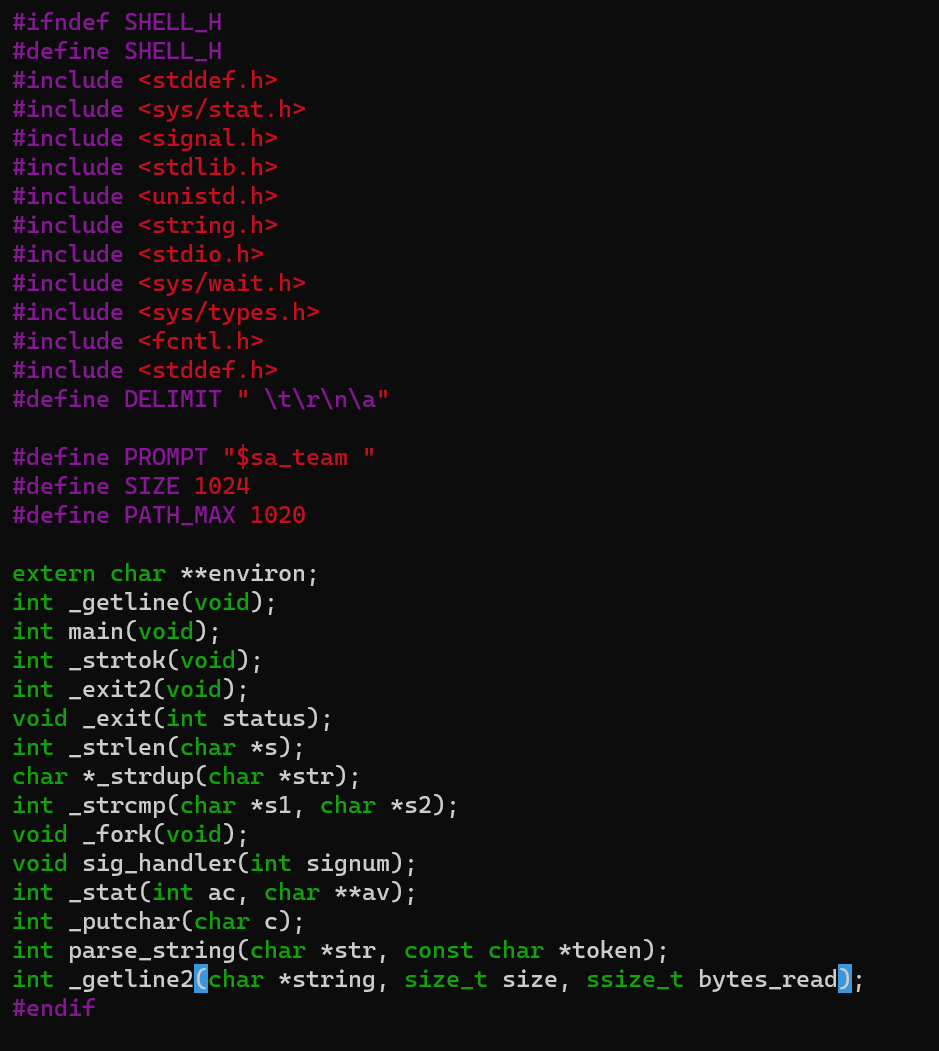 #ifndef SHELL_H
#define SHELL_H
#include <stddef.h>
#include <sys/stat.h>
#include <signal.h>
#include <stdlib.h>
#include <unistd.h>
#include <string.h>
#include <stdio.h>
#include <sys/wait.h>
#include <sys/types.h>
#include <fcntl.h>
#include <stddef.h>
#define DELIMIT " \t\r\n\a"

#define PROMPT "$sa_team "
#define SIZE 1024
#define PATH_MAX 1020

extern char **environ;
int _getline(void);
int main(void);
int _strtok(void);
int _exit2(void);
void _exit(int status);
int _strlen(char *s);
char *_strdup(char *str);
int _strcmp(char *s1, char *s2);
void _fork(void);
void sig_handler(int signum);
int _stat(int ac, char **av);
int _putchar(char c);
int parse_string(char *str, const char *token);
int _getline2(char *string, size_t size, ssize_t bytes_read);
#endif